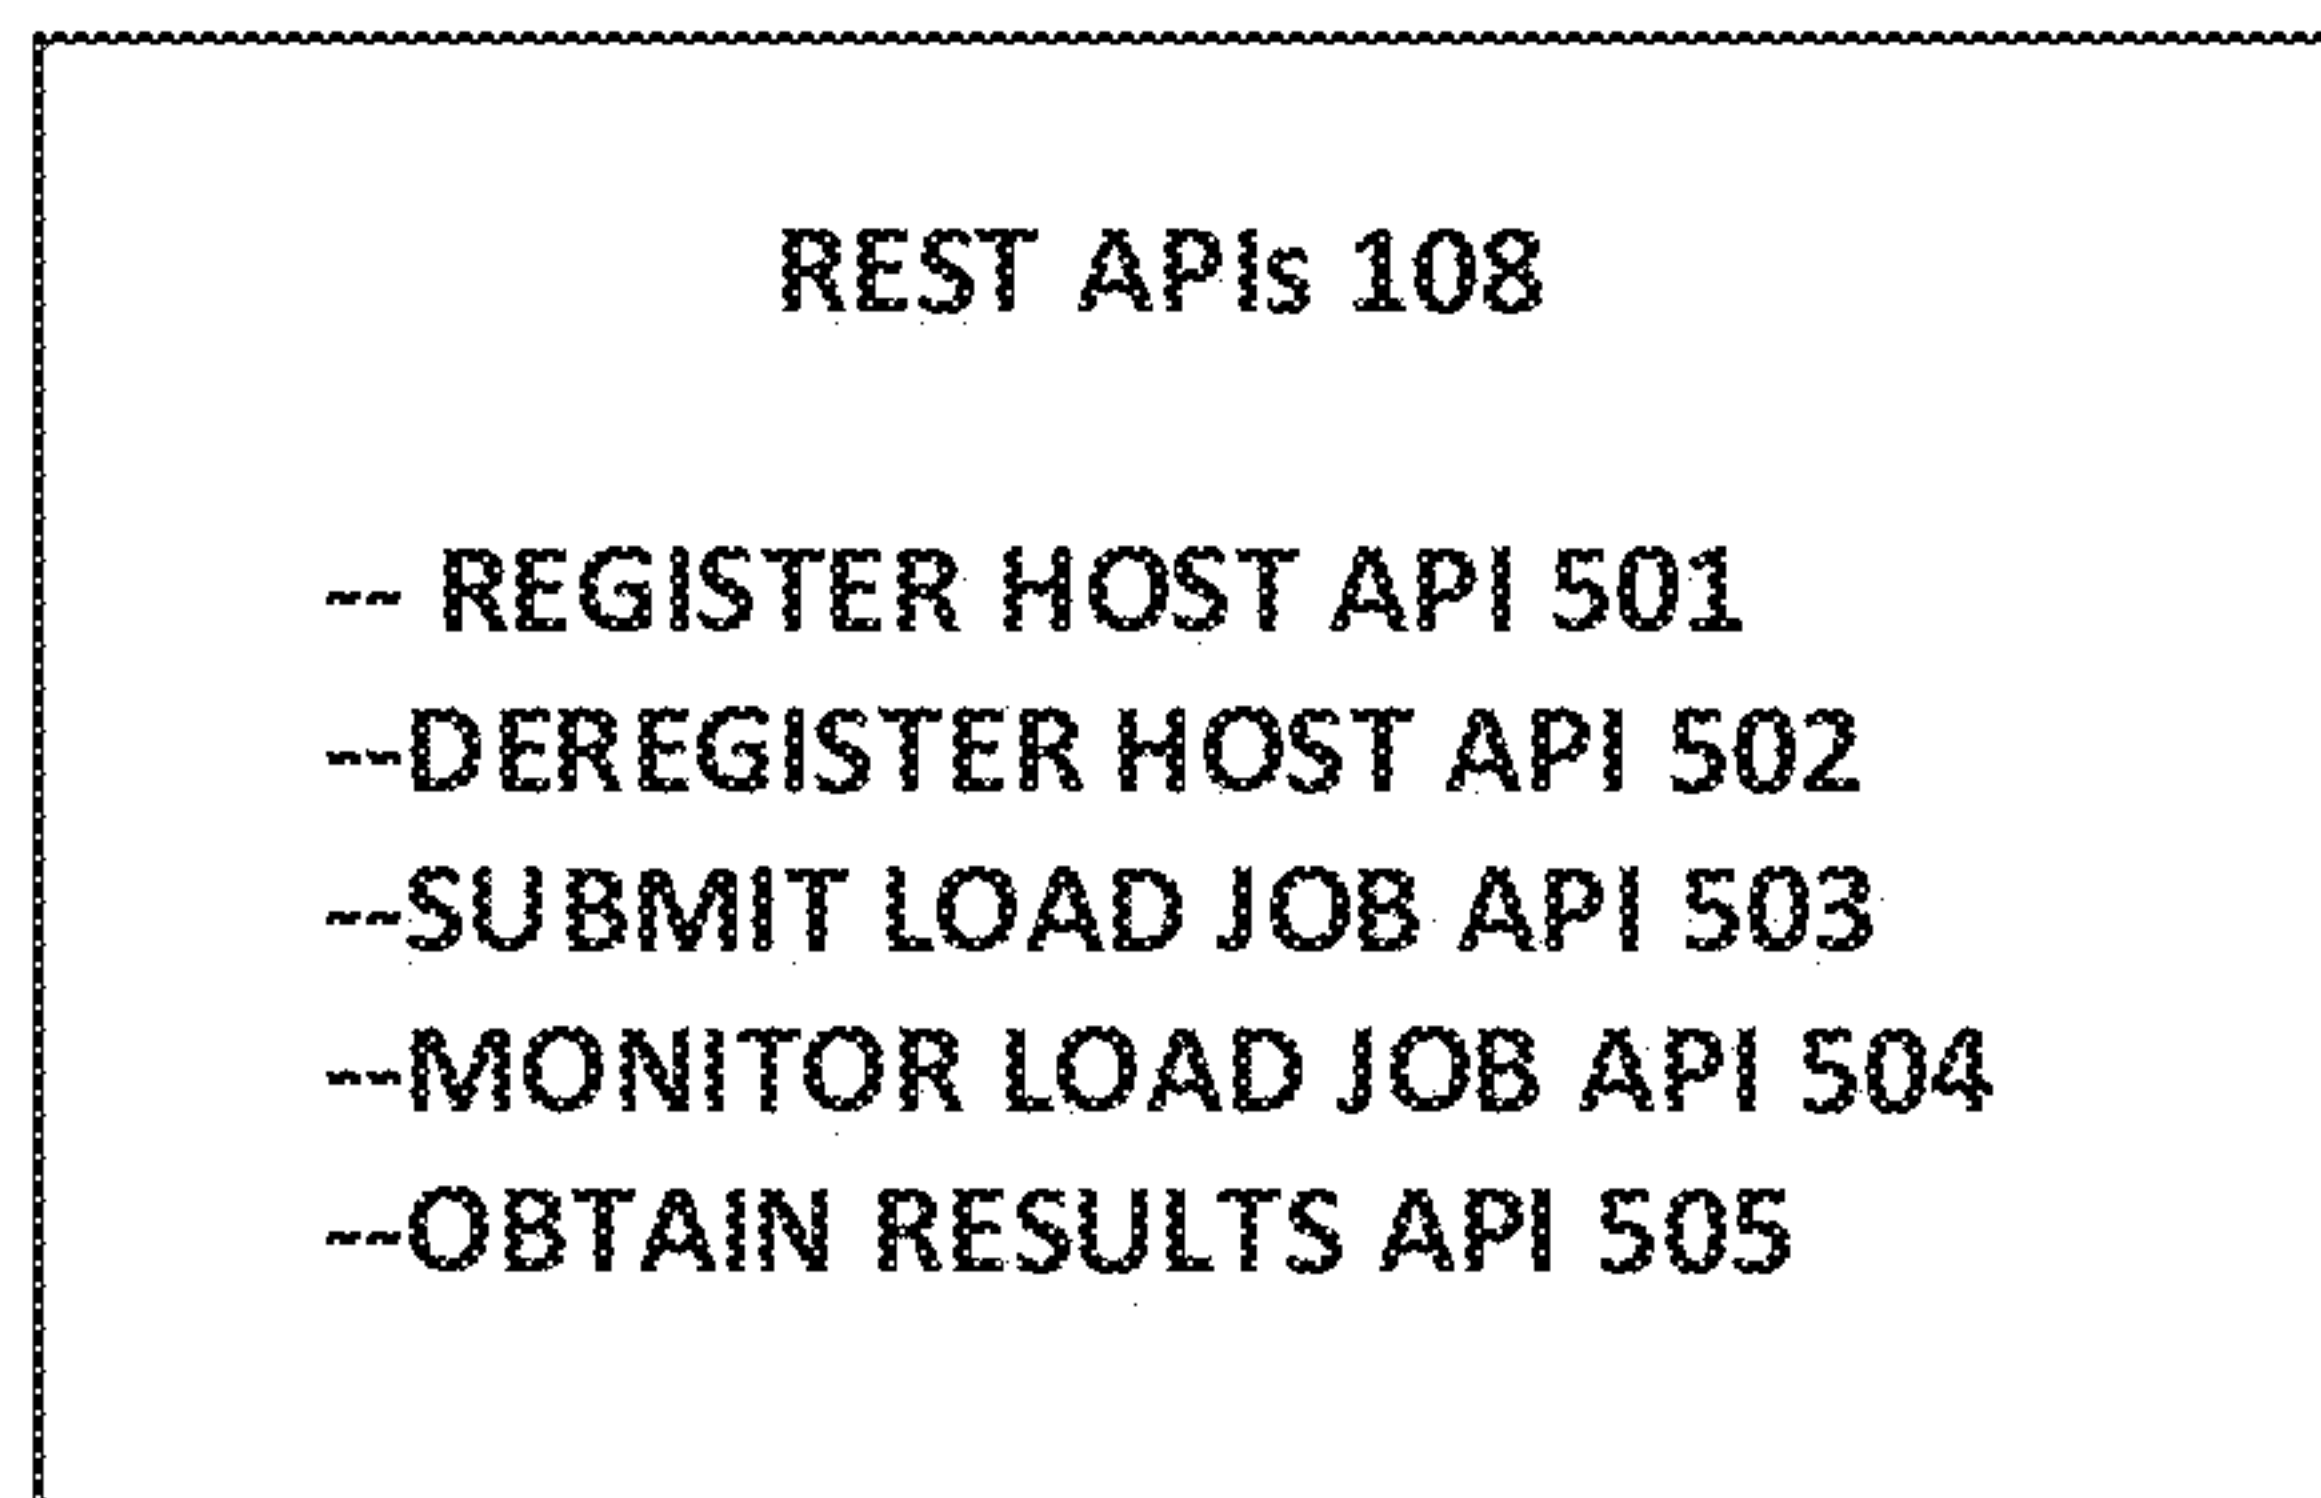 REST APIs 108
-- REGISTER HOST API 501
--DEREGISTER HOST API 502
--SUBMIT LOAD JOB API 503
--MONITOR LOAD JOB API 504
--OBTAIN RESULTS API 505